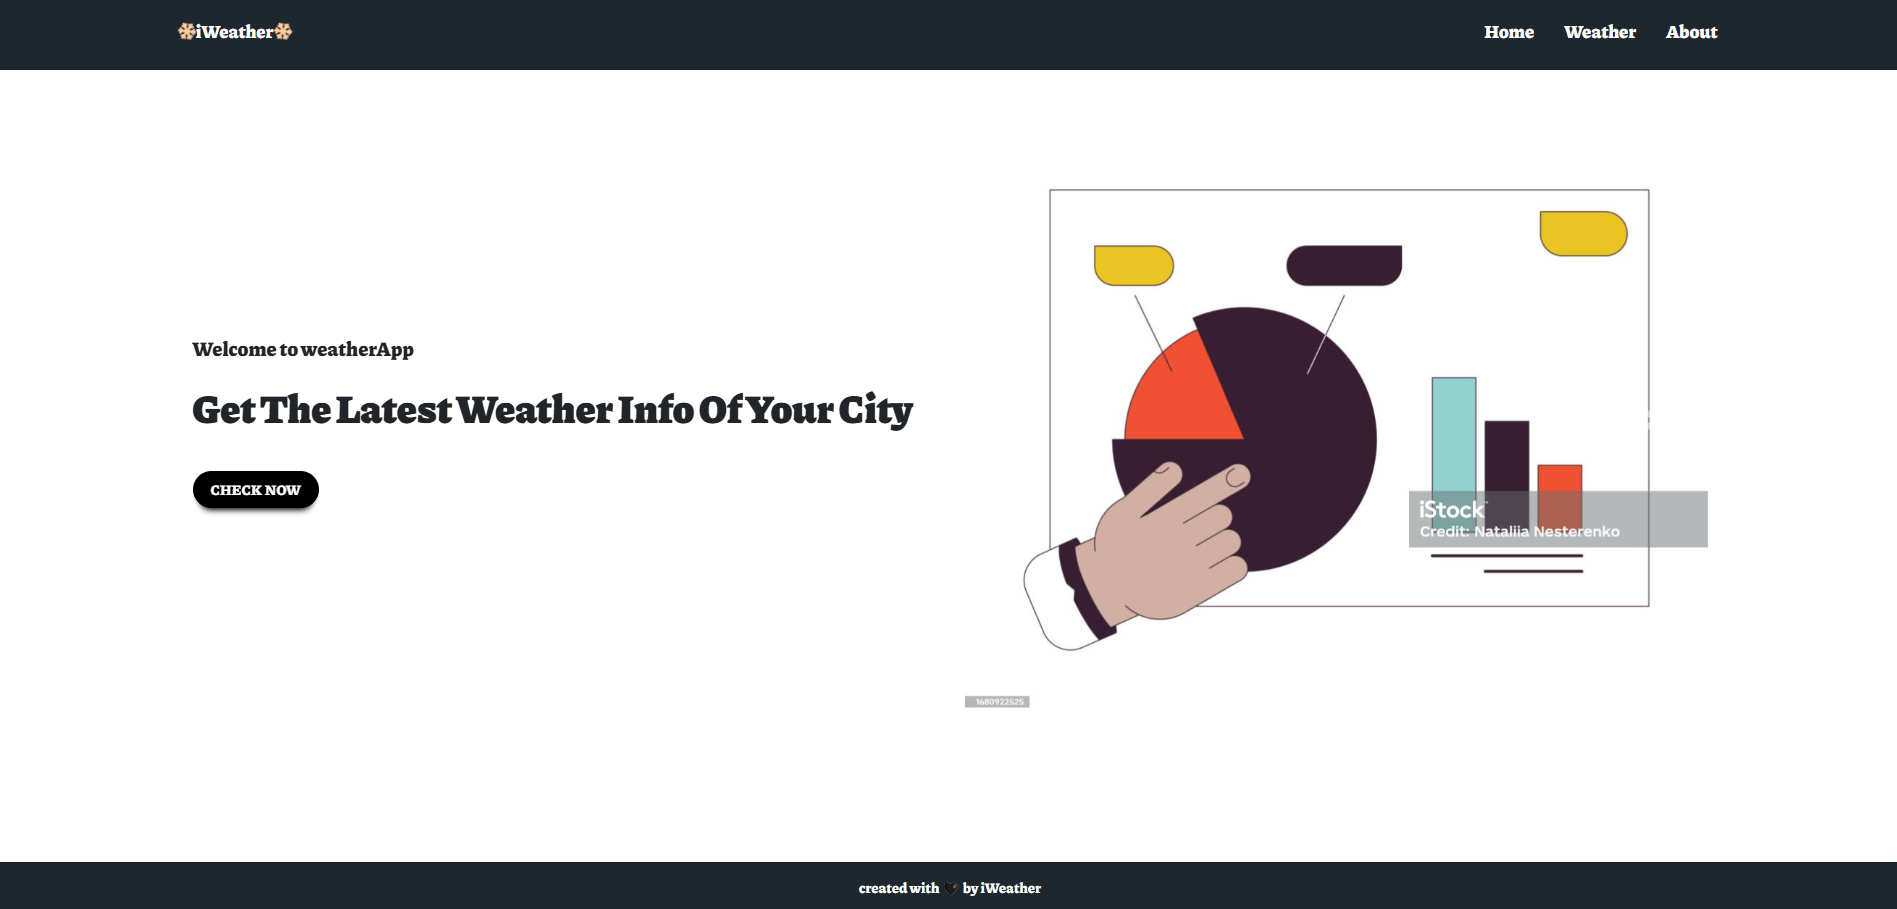 ❄iWeather❄
Home Weather About
Welcome to weatherApp
Get The Latest Weather Info Of Your City
CHECK NOW
iStock
Credit: Nataliia Nesterenko
1680922525
created with 🖤 by iWeather